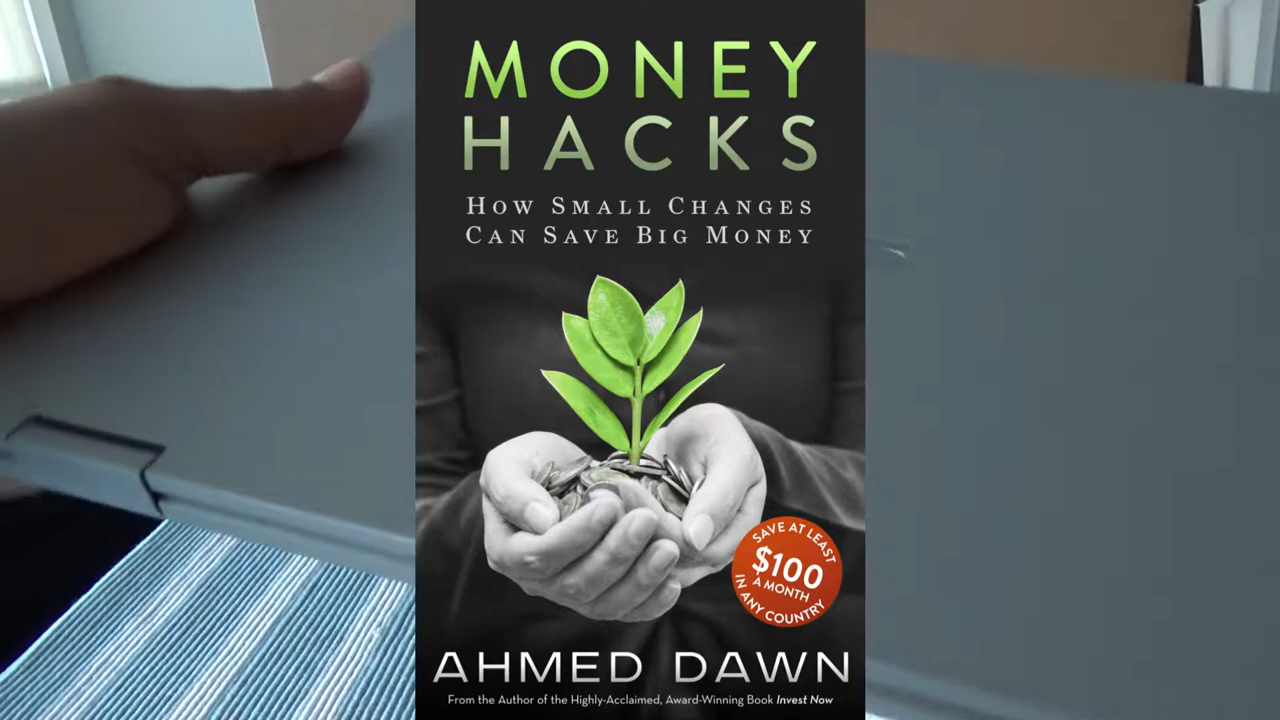 MONEY
HACKS
HOW SMALL CHANGES
CAN SAVE BIG MONEY
SAVE AT LEAST
$100
A MONTH
IN ANY COUNTRY
AHMED DAWN
From the Author of the Highly-Acclaimed, Award-Winning Book Invest Now